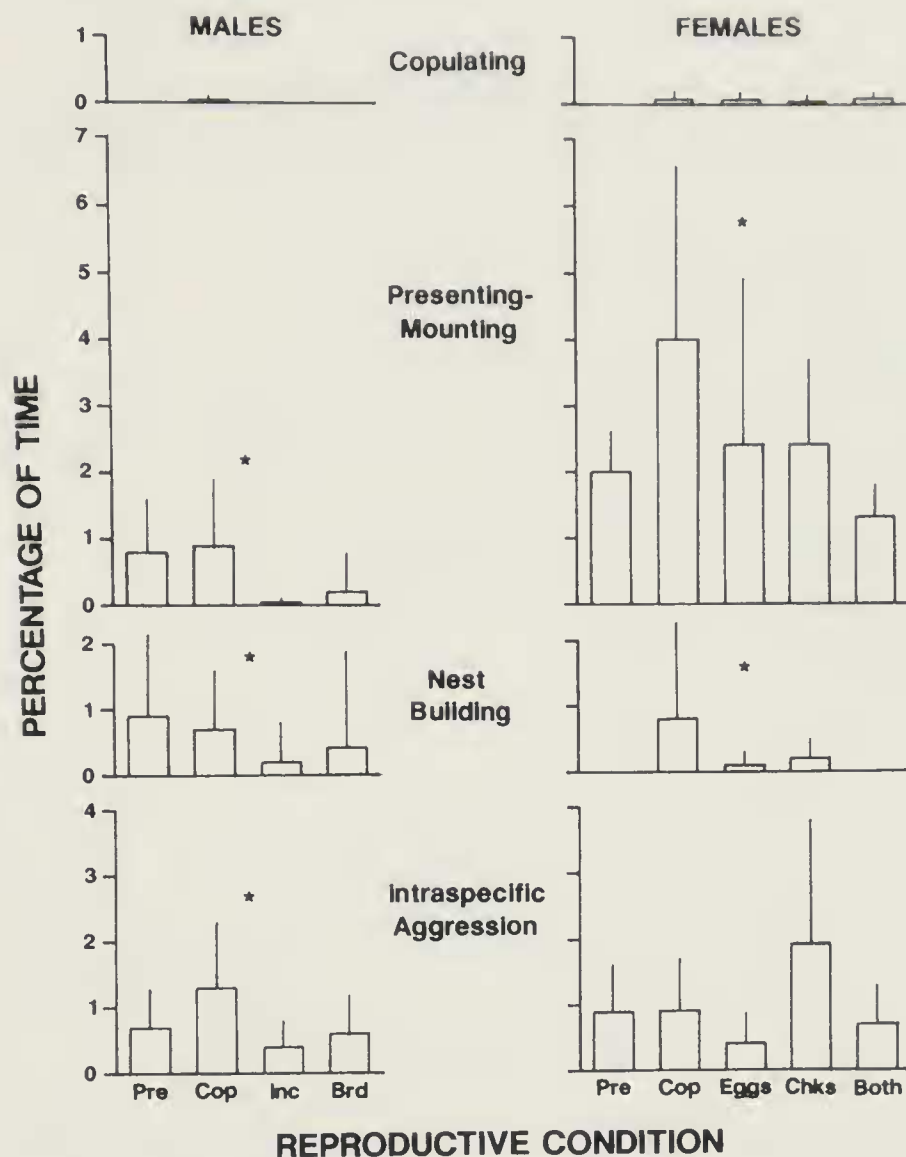 MALES
FEMALES
Copulating
1
0
Presenting-
Mounting
7
6
5
4
3
2
1
0
*
*
Nest
Building
2
1
0
*
*
Intraspecific
Aggression
4
3
2
1
0
*
Pre Cop Inc Brd
Pre Cop Eggs Chks Both
PERCENTAGE OF TIME
REPRODUCTIVE CONDITION